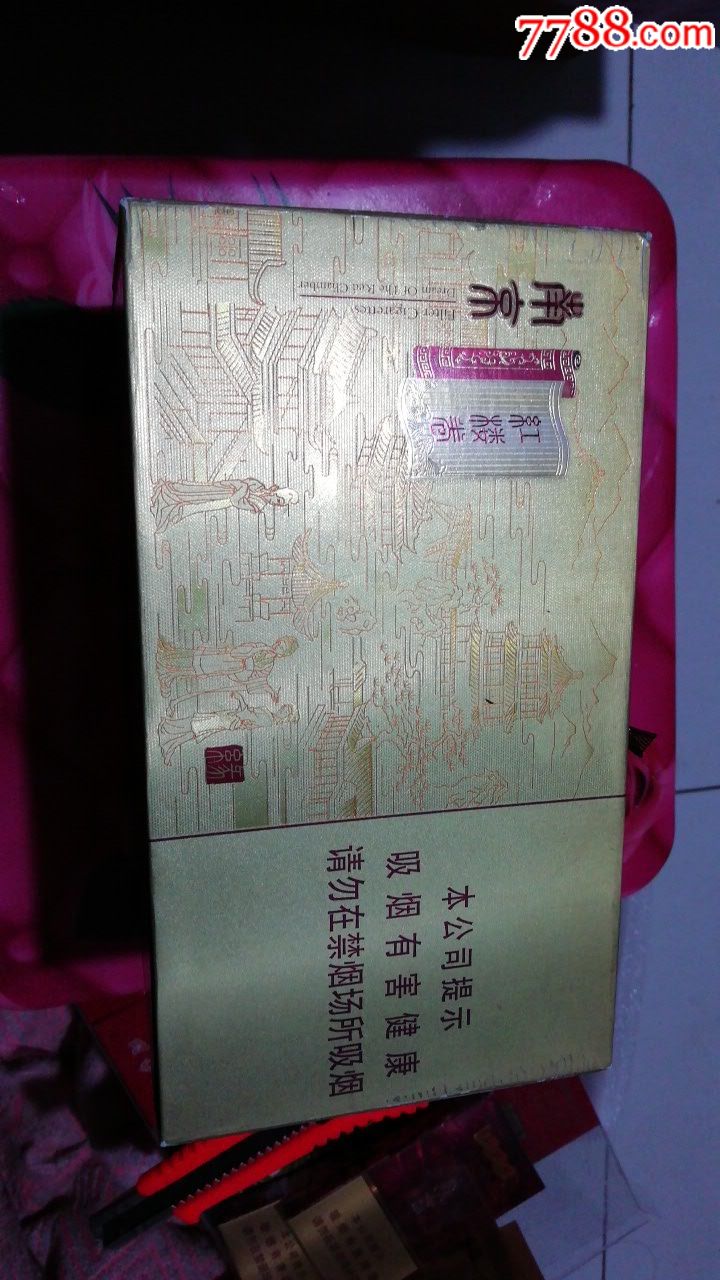 7788.com
南京
Filter Cigarettes
Dream Of The Red Chamber
红楼卷
本公司提示
吸烟有害健康
请勿在禁烟场所吸烟